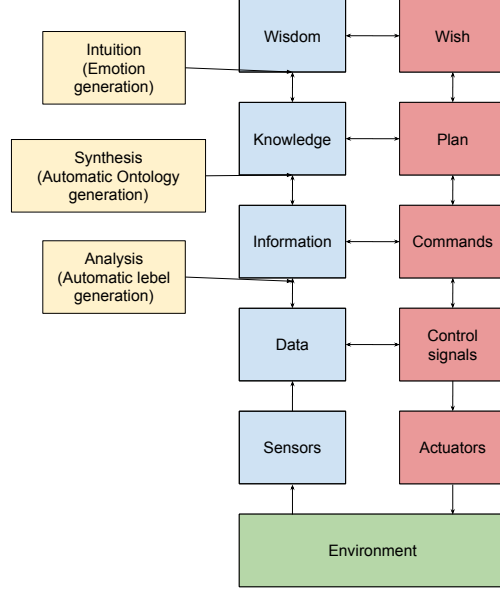 Wisdom
Wish
Intuition
(Emotion
generation)
Knowledge
Plan
Synthesis
(Automatic Ontology
generation)
Information
Commands
Analysis
(Automatic lebel
generation)
Data
Control
signals
Sensors
Actuators
Environment